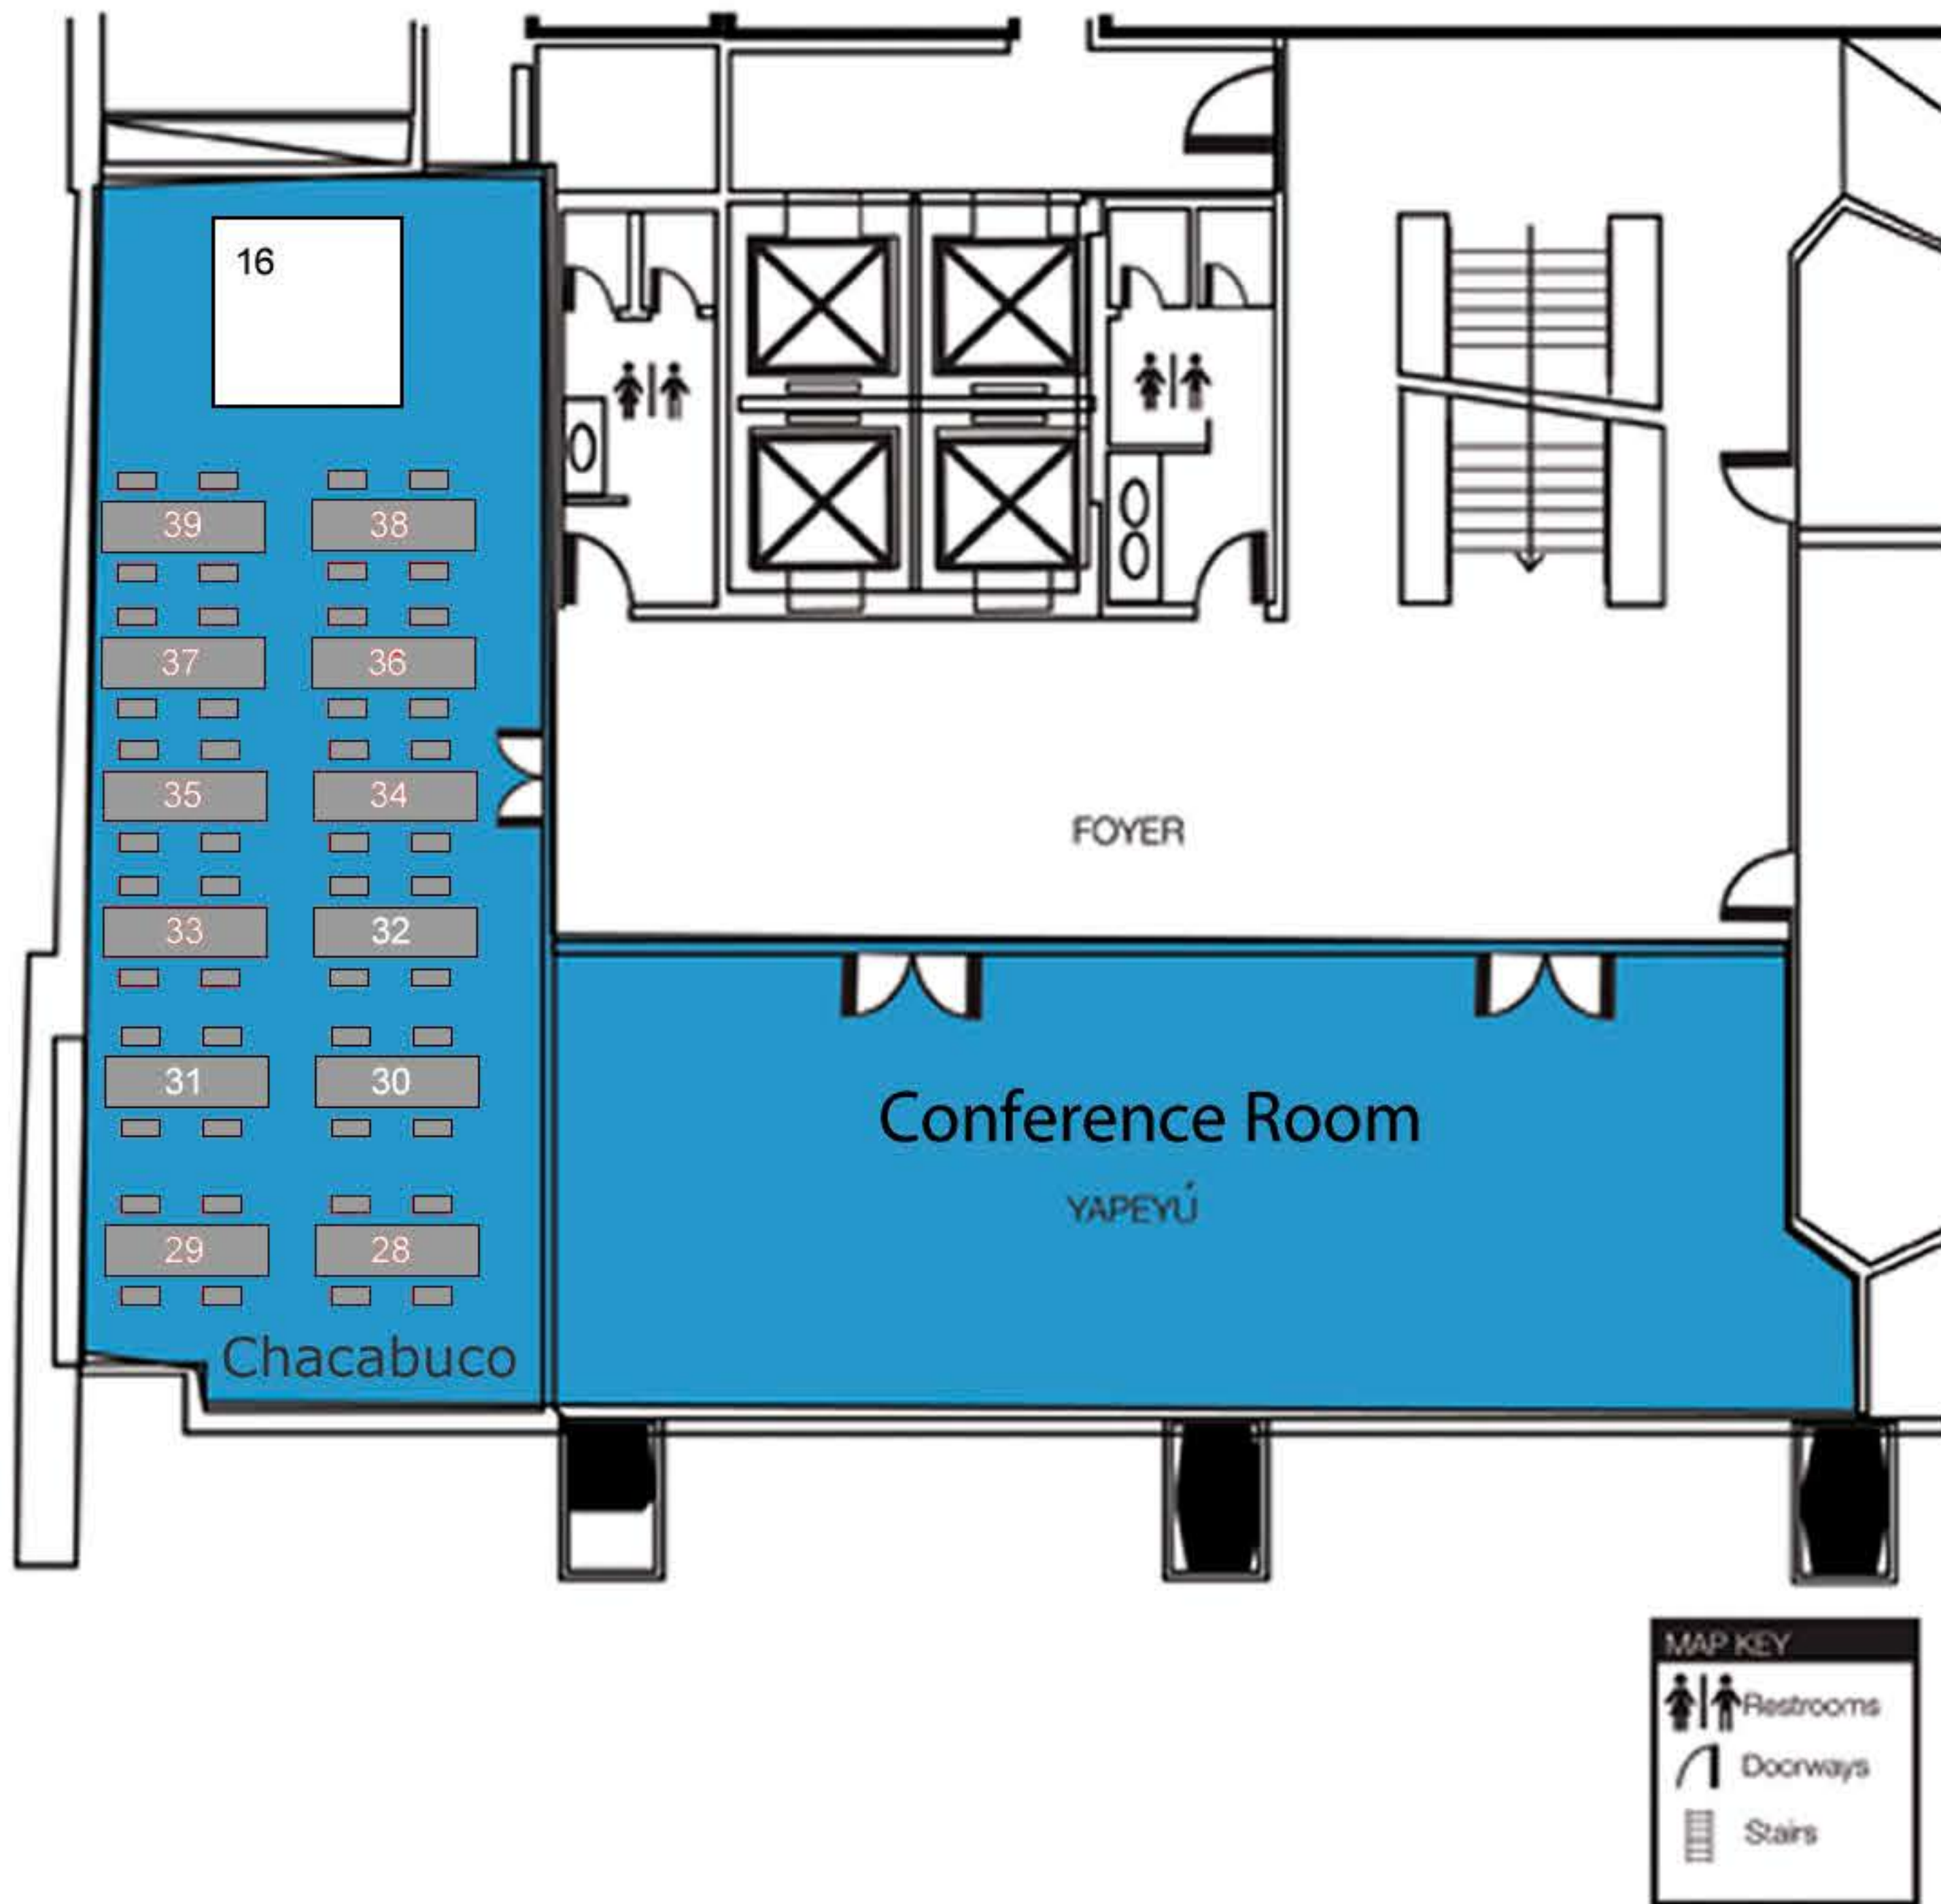 16
39
38
37
36
35
34
33
32
31
30
29
28
Chacabuco
FOYER
Conference Room
YAPEYÚ
MAP KEY
Restrooms
Doorways
Stairs